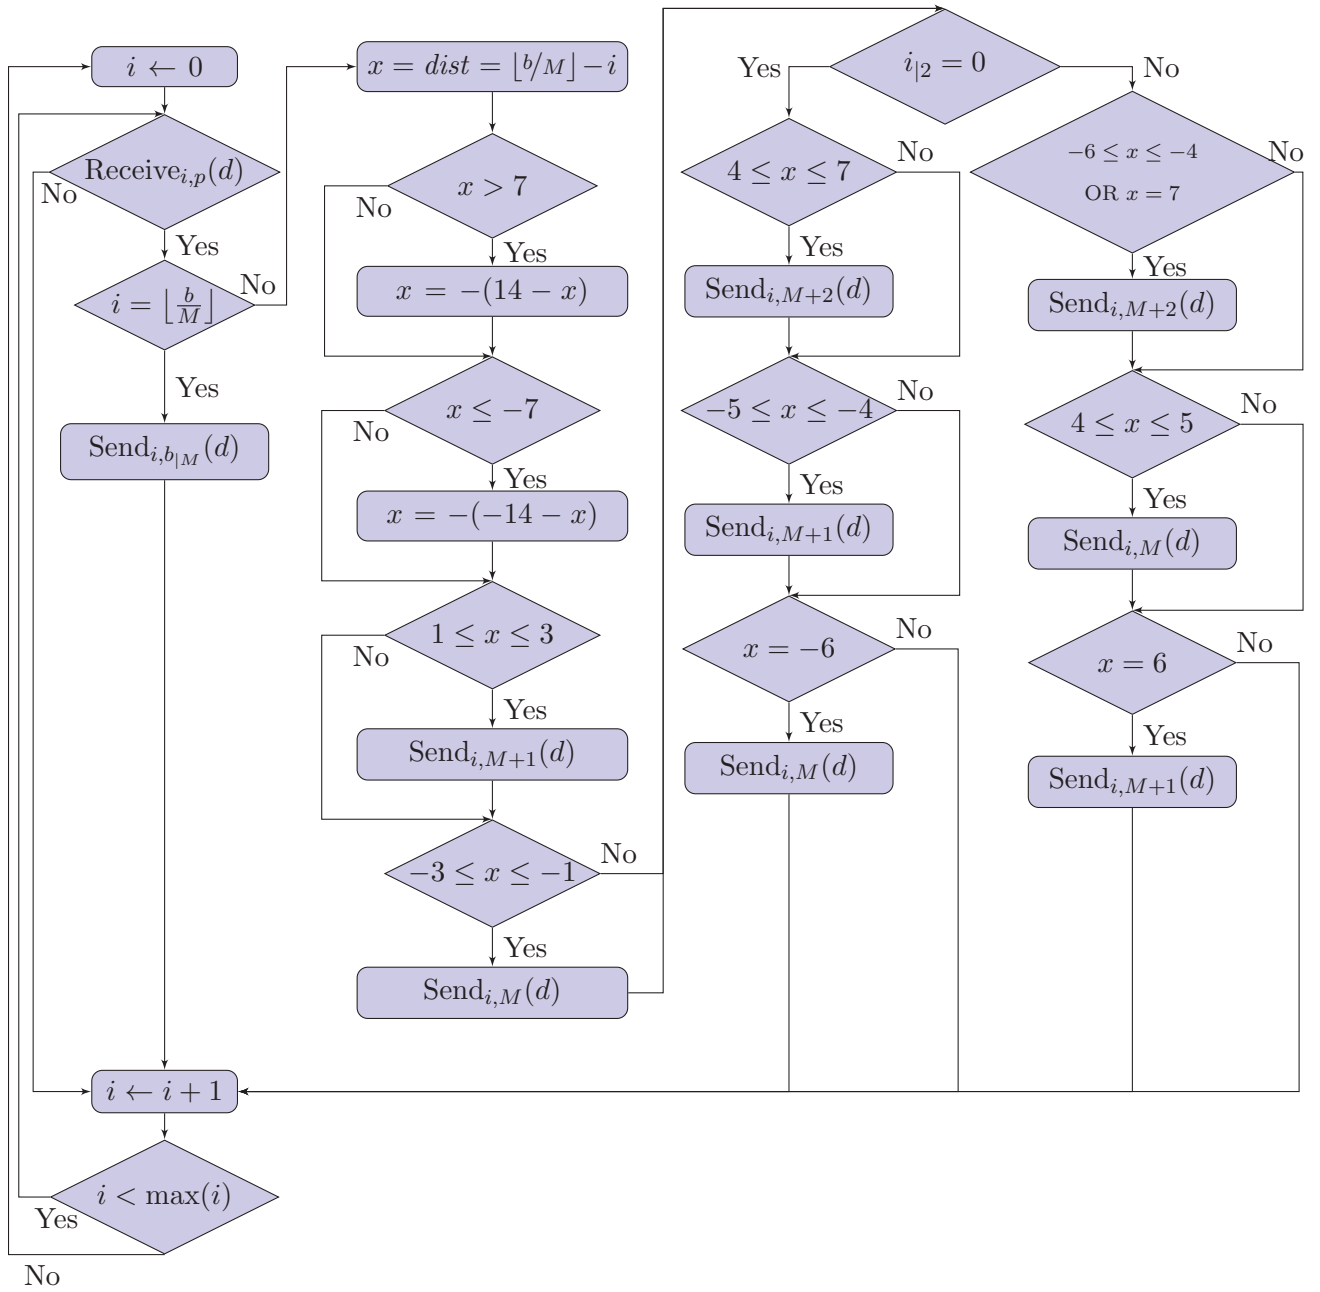 i ← 0
Receive_{i,p}(d)
No
Yes
i = ⌊b/M⌋
No
Yes
Send_{i,b_{|M}}(d)
i ← i + 1
i < max(i)
Yes
No
x = dist = ⌊b/M⌋ − i
x > 7
No
Yes
x = −(14 − x)
x ≤ −7
No
Yes
x = −(−14 − x)
1 ≤ x ≤ 3
No
Yes
Send_{i,M+1}(d)
−3 ≤ x ≤ −1
No
Yes
Send_{i,M}(d)
i_{|2} = 0
Yes
No
4 ≤ x ≤ 7
No
Yes
Send_{i,M+2}(d)
−5 ≤ x ≤ −4
No
Yes
Send_{i,M+1}(d)
x = −6
No
Yes
Send_{i,M}(d)
−6 ≤ x ≤ −4
OR x = 7
No
Yes
Send_{i,M+2}(d)
4 ≤ x ≤ 5
No
Yes
Send_{i,M}(d)
x = 6
No
Yes
Send_{i,M+1}(d)